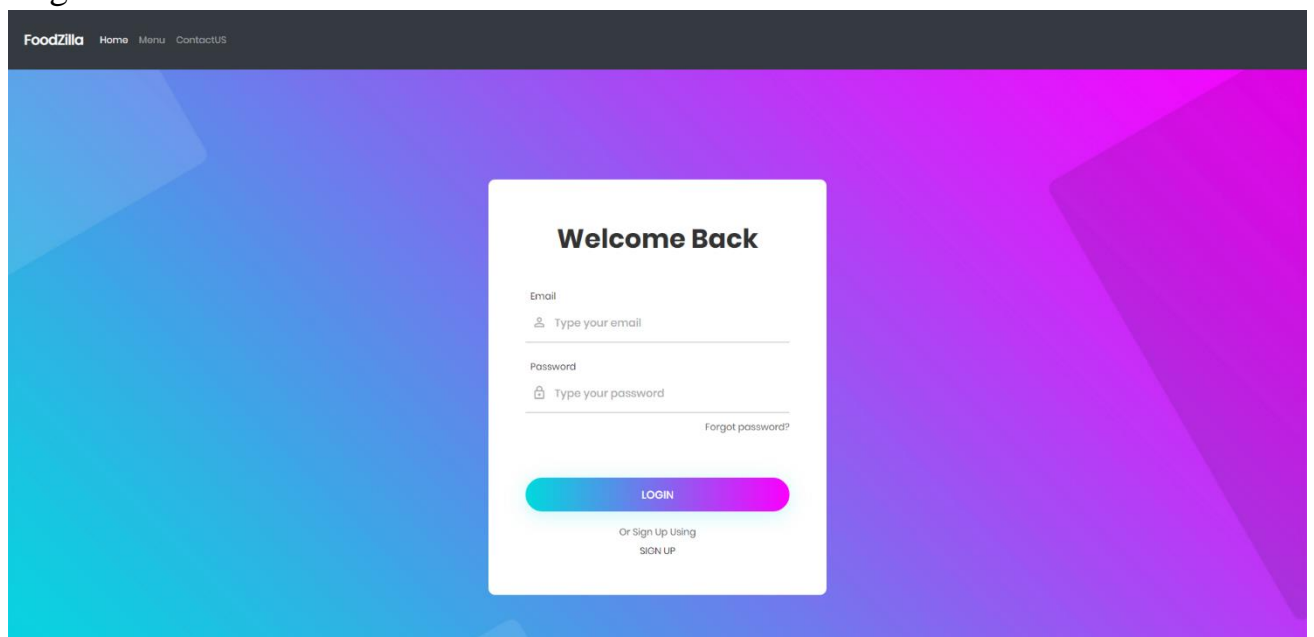 FoodZilla Home Menu ContactUS
Welcome Back
Email
Type your email
Password
Type your password
Forgot password?
LOGIN
Or Sign Up Using
SIGN UP